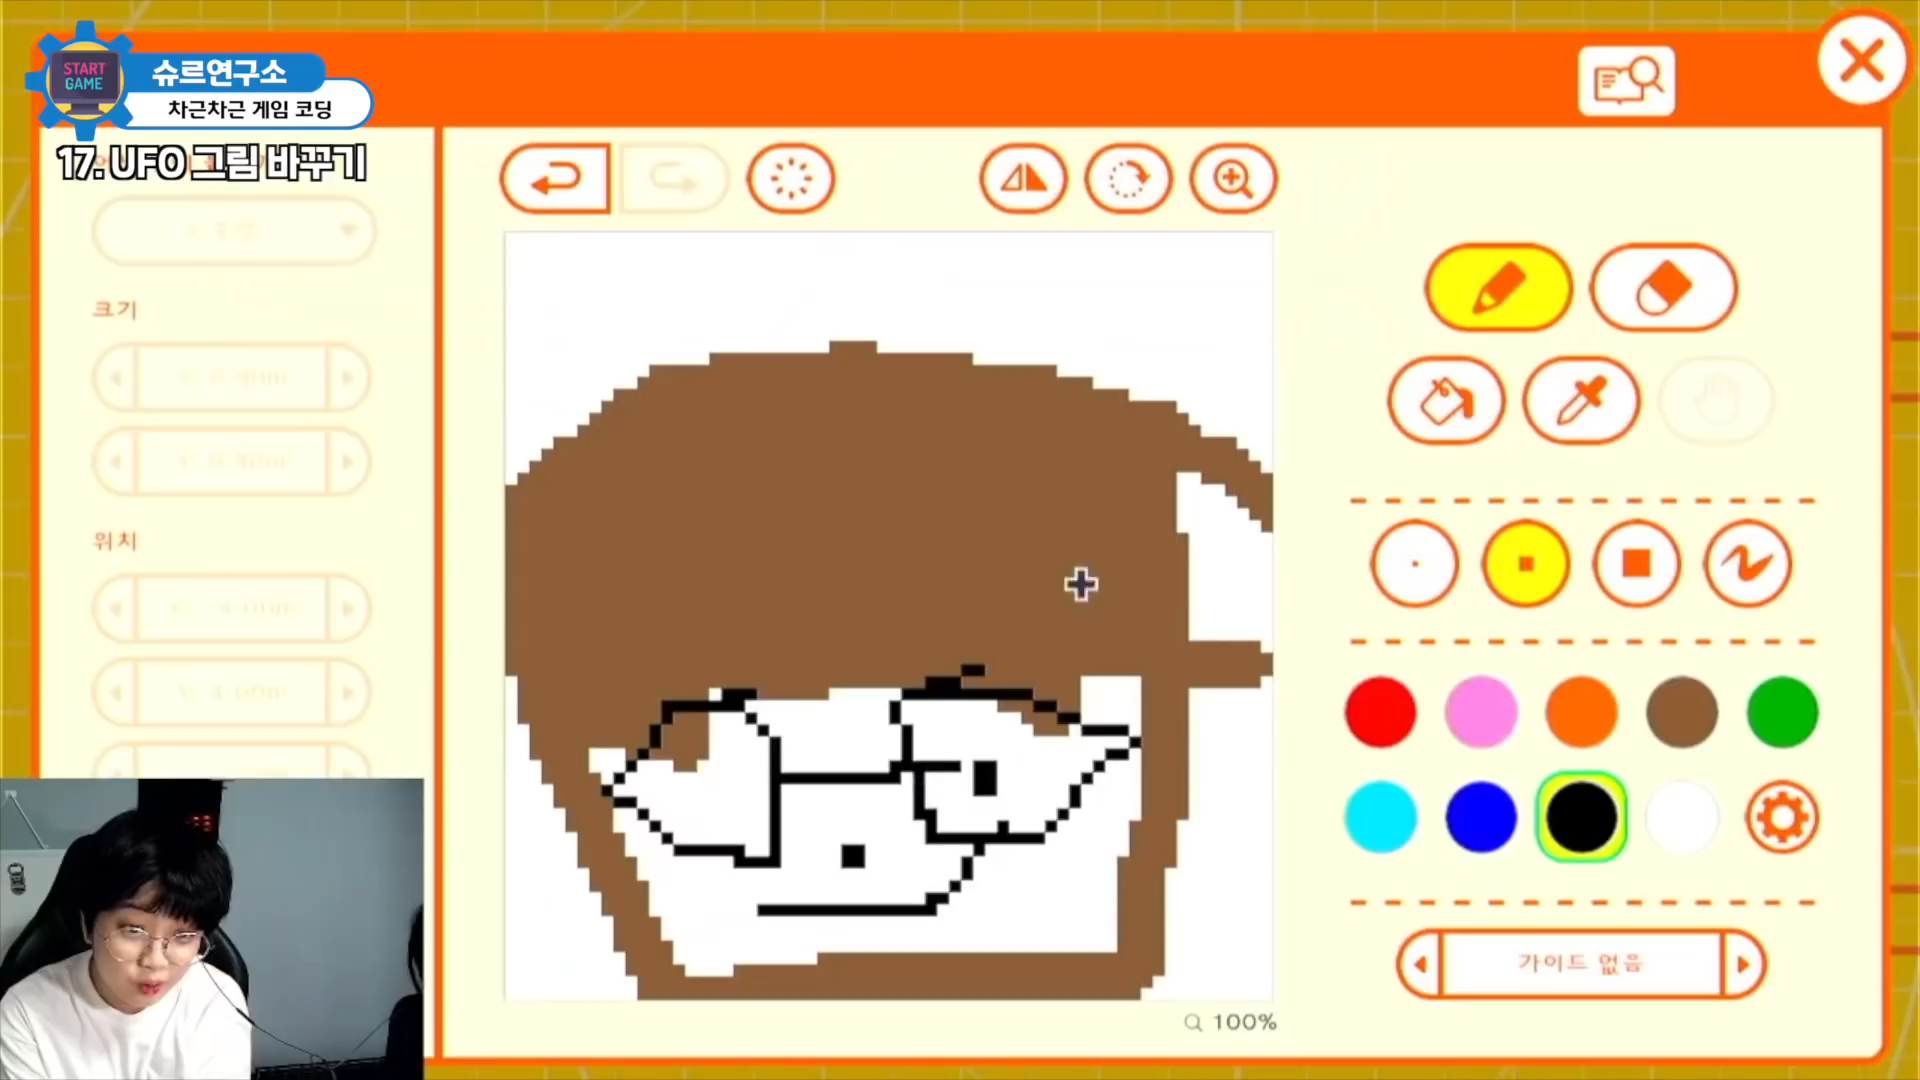 START
GAME
슈르연구소
차근차근 게임 코딩
17. UFO 그림 바꾸기
크기
위치
가이드 없음
100%